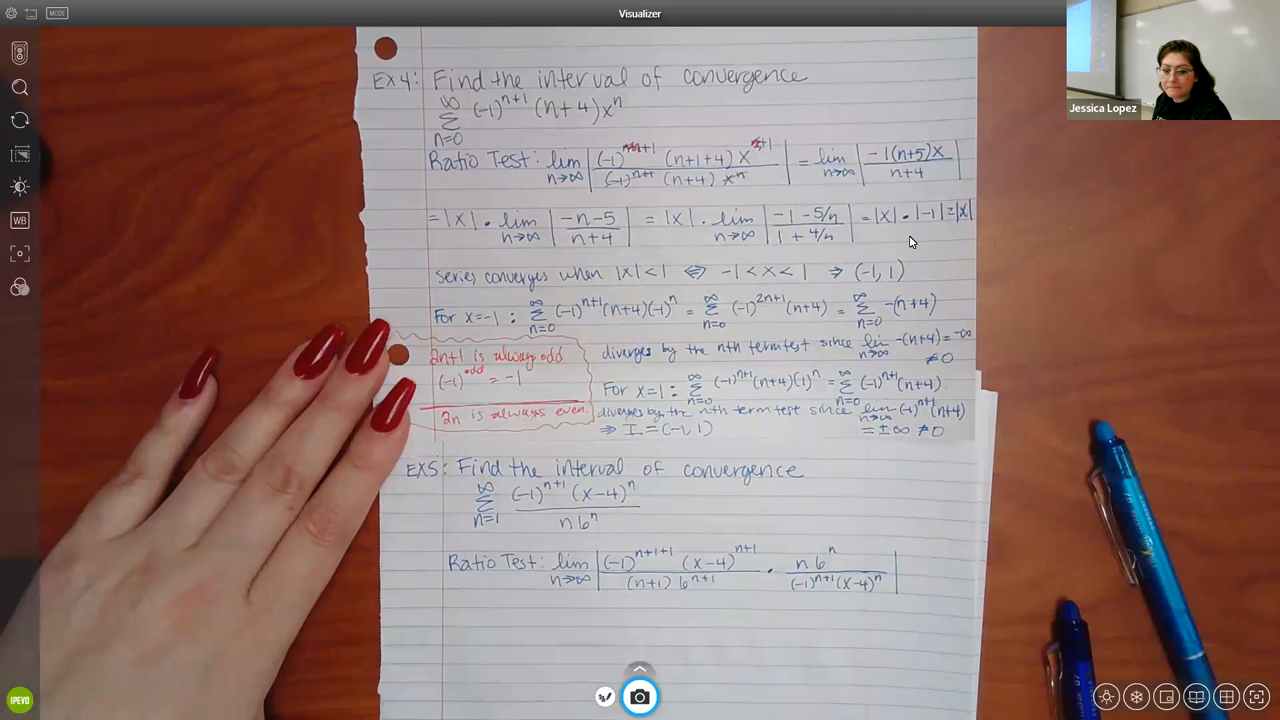 MODE
Visualizer
Jessica Lopez
WB
EX4: Find the interval of convergence
∞ Σ n=0 (-1)^(n+1) (n+4) x^n
Ratio Test: lim n→∞ | (-1)^(n+1+1) (n+1+4) x^(n+1) / (-1)^(n+1) (n+4) x^n | = lim n→∞ | -1(n+5)x / n+4 |
= |x| · lim n→∞ | -n-5 / n+4 | = |x| · lim n→∞ | -1-5/n / 1+4/n | = |x| · |-1| = |x|
series converges when |x| < 1 ⇔ -1 < x < 1 ⇒ (-1, 1)
For x=-1 : ∞ Σ n=0 (-1)^(n+1) (n+4)(-1)^n = ∞ Σ n=0 (-1)^(2n+1) (n+4) = ∞ Σ n=0 -(n+4)
diverges by the nth term test since lim n→∞ -(n+4) = -∞ ≠ 0
2n+1 is always odd
(-1)^odd = -1
2n is always even
For x=1 : ∞ Σ n=0 (-1)^(n+1) (n+4)(1)^n = ∞ Σ n=0 (-1)^(n+1) (n+4)
diverges by the nth term test since lim n→∞ (-1)^(n+1) (n+4) = ±∞ ≠ 0
⇒ I = (-1, 1)
EX5: Find the interval of convergence
∞ Σ n=1 (-1)^(n+1) (x-4)^n / n 6^n
Ratio Test: lim n→∞ | (-1)^(n+1+1) (x-4)^(n+1) / (n+1) 6^(n+1) · n 6^n / (-1)^(n+1) (x-4)^n |
IPEVO